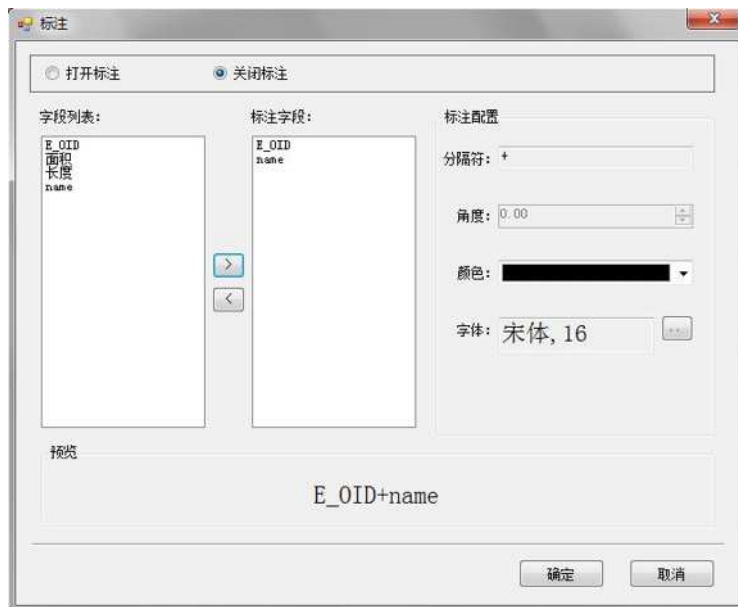 标注
打开标注 关闭标注
字段列表: 标注字段: 标注配置
E_OID
面积
长度
name
E_OID
name
分隔符: +
角度: 0.00
颜色:
字体: 宋体, 16
...
>
<
预览
E_OID+name
确定 取消